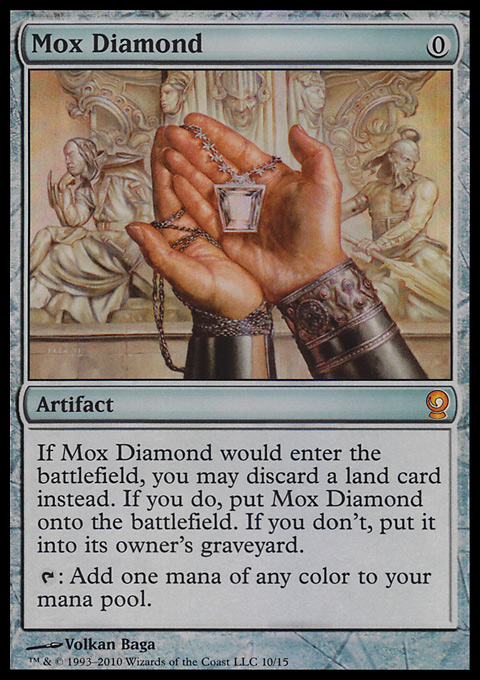 Mox Diamond 0
Artifact
If Mox Diamond would enter the
battlefield, you may discard a land card
instead. If you do, put Mox Diamond
onto the battlefield. If you don't, put it
into its owner's graveyard.
: Add one mana of any color to your
mana pool.
Volkan Baga
™ & © 1993–2010 Wizards of the Coast LLC 10/15